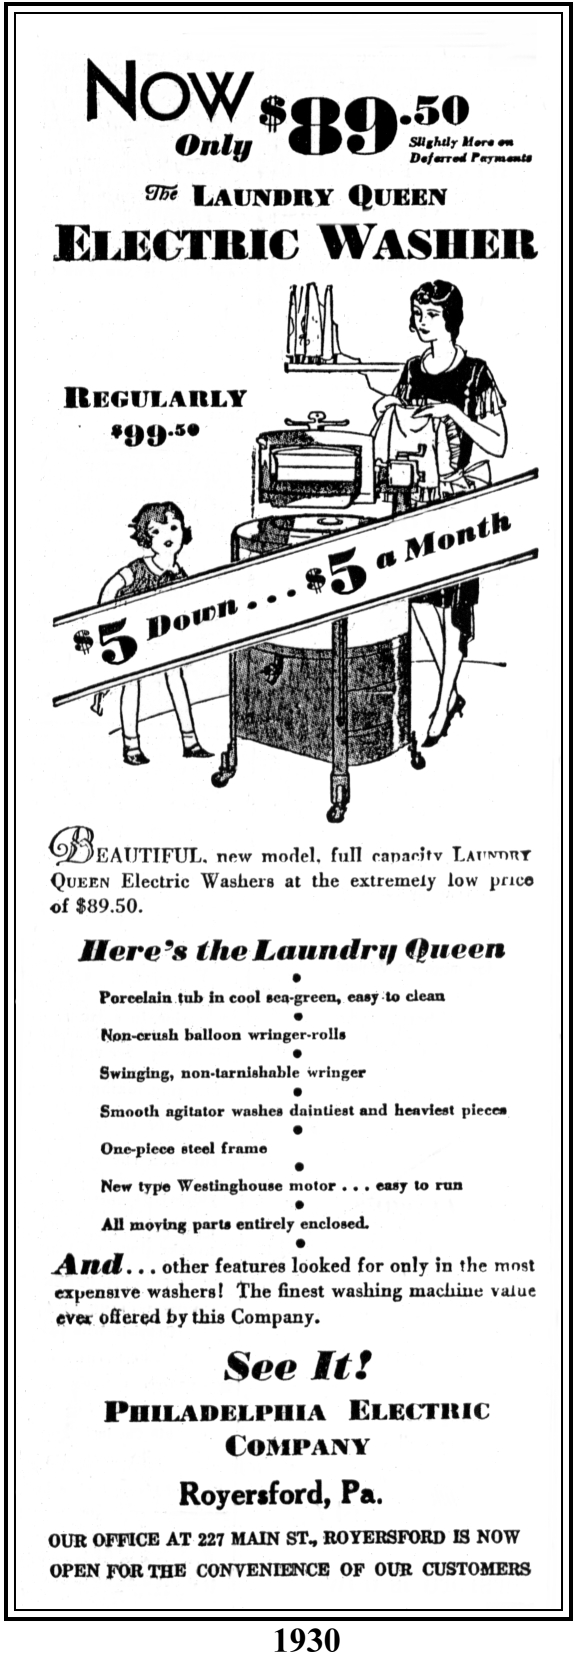 NOW
Only
$89.50
Slightly More on
Deferred Payments
The LAUNDRY QUEEN
ELECTRIC WASHER
REGULARLY
$99.50
$5 Down . . . $5 a Month
BEAUTIFUL, new model, full capacity LAUNDRY
QUEEN Electric Washers at the extremely low price
of $89.50.
Here's the Laundry Queen
•
Porcelain tub in cool sea-green, easy to clean
•
Non-crush balloon wringer-rolls
•
Swinging, non-tarnishable wringer
•
Smooth agitator washes daintiest and heaviest pieces
•
One-piece steel frame
•
New type Westinghouse motor . . . easy to run
•
All moving parts entirely enclosed.
•
And... other features looked for only in the most
expensive washers! The finest washing machine value
ever offered by this Company.
See It!
PHILADELPHIA ELECTRIC
COMPANY
Royersford, Pa.
OUR OFFICE AT 227 MAIN ST., ROYERSFORD IS NOW
OPEN FOR THE CONVENIENCE OF OUR CUSTOMERS
1930